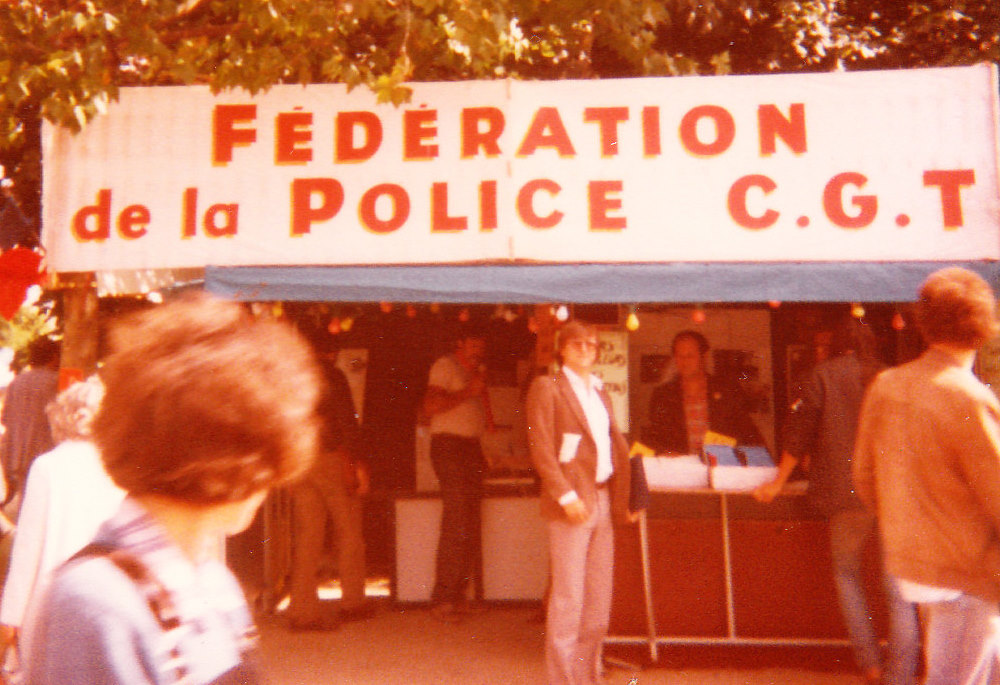 FÉDÉRATION
de la POLICE C.G.T